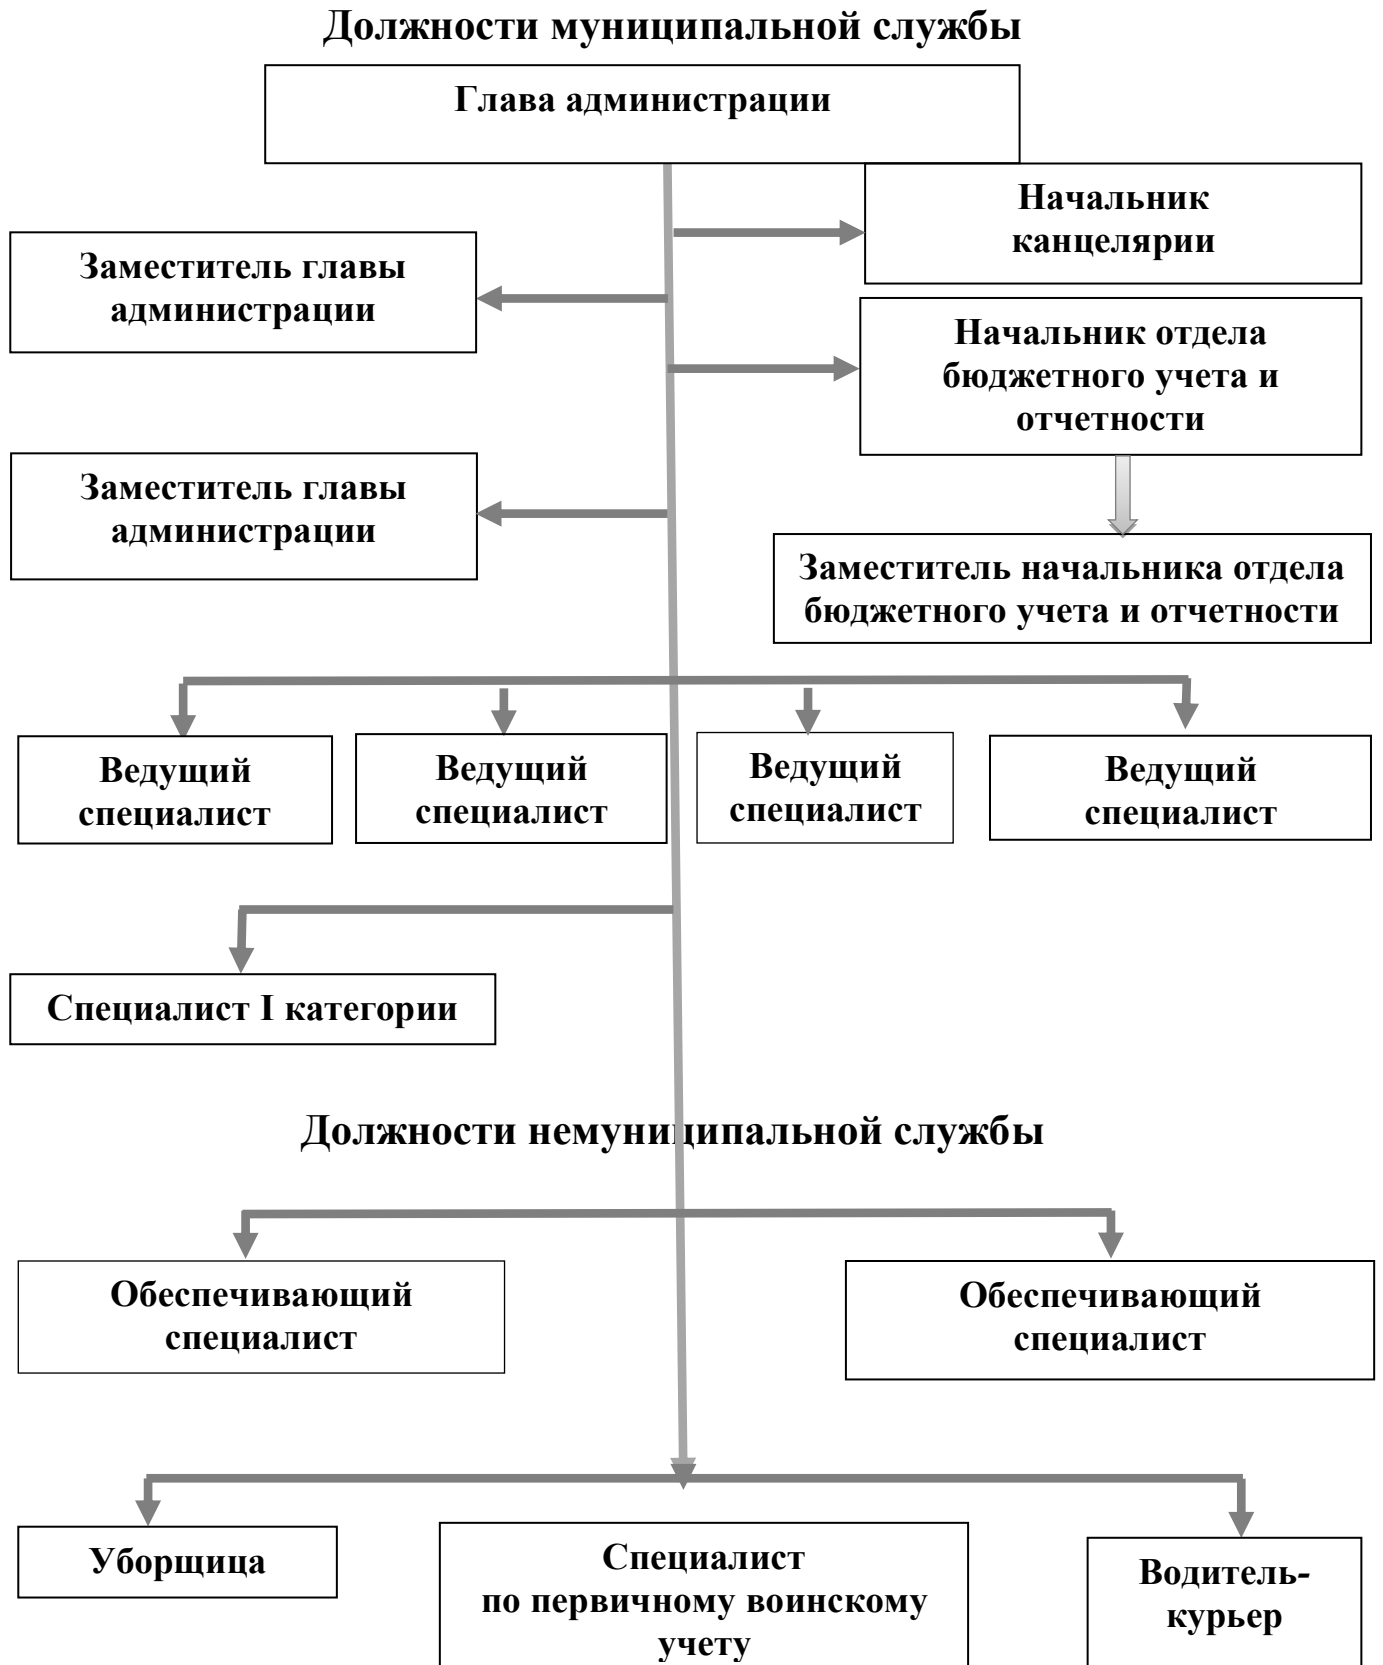 Должности муниципальной службы
Глава администрации
Начальник
канцелярии
Заместитель главы
администрации
Начальник отдела
бюджетного учета и
отчетности
Заместитель главы
администрации
Заместитель начальника отдела
бюджетного учета и отчетности
Ведущий
специалист
Ведущий
специалист
Ведущий
специалист
Ведущий
специалист
Специалист I категории
Должности немуниципальной службы
Обеспечивающий
специалист
Обеспечивающий
специалист
Уборщица
Специалист
по первичному воинскому
учету
Водитель-
курьер